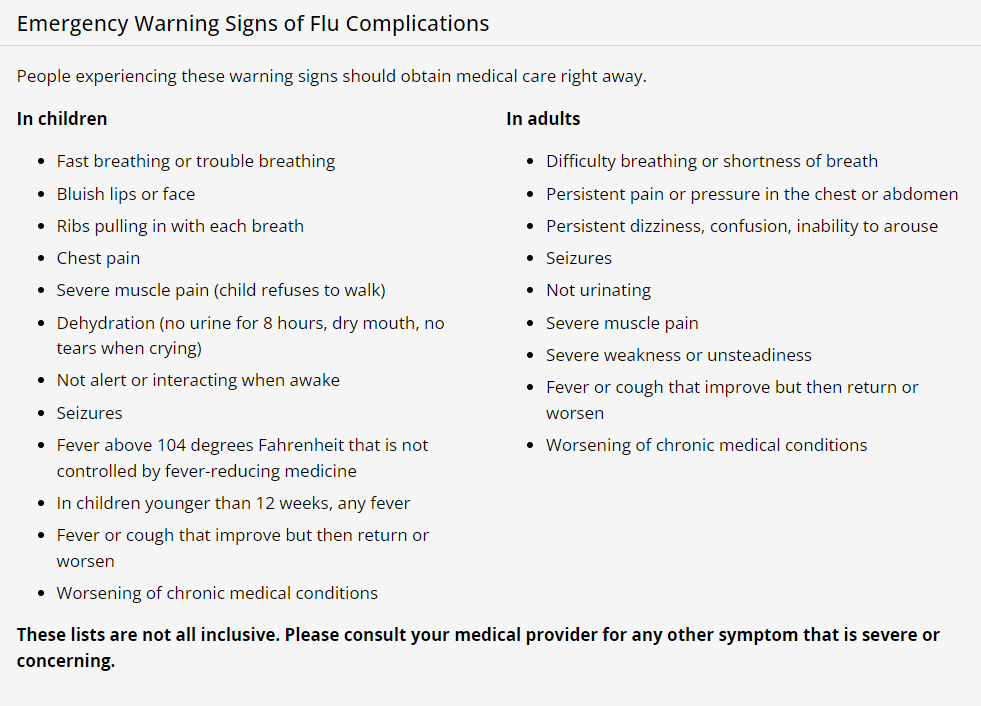 Emergency Warning Signs of Flu Complications
People experiencing these warning signs should obtain medical care right away.
In children
Fast breathing or trouble breathing
Bluish lips or face
Ribs pulling in with each breath
Chest pain
Severe muscle pain (child refuses to walk)
Dehydration (no urine for 8 hours, dry mouth, no
tears when crying)
Not alert or interacting when awake
Seizures
Fever above 104 degrees Fahrenheit that is not
controlled by fever-reducing medicine
In children younger than 12 weeks, any fever
Fever or cough that improve but then return or
worsen
Worsening of chronic medical conditions
In adults
Difficulty breathing or shortness of breath
Persistent pain or pressure in the chest or abdomen
Persistent dizziness, confusion, inability to arouse
Seizures
Not urinating
Severe muscle pain
Severe weakness or unsteadiness
Fever or cough that improve but then return or
worsen
Worsening of chronic medical conditions
These lists are not all inclusive. Please consult your medical provider for any other symptom that is severe or
concerning.